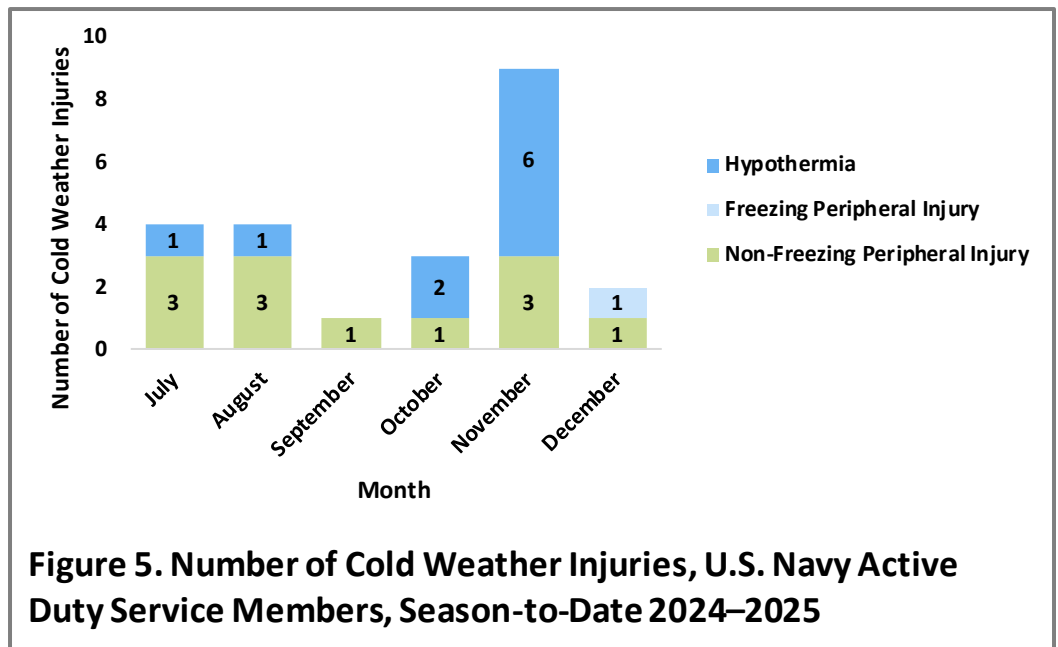 Number of Cold Weather Injuries
10
8
6
4
2
0
1
3
1
3
1
2
1
6
3
1
1
July
August
September
October
November
December
Month
Hypothermia
Freezing Peripheral Injury
Non-Freezing Peripheral Injury
Figure 5. Number of Cold Weather Injuries, U.S. Navy Active
Duty Service Members, Season-to-Date 2024–2025